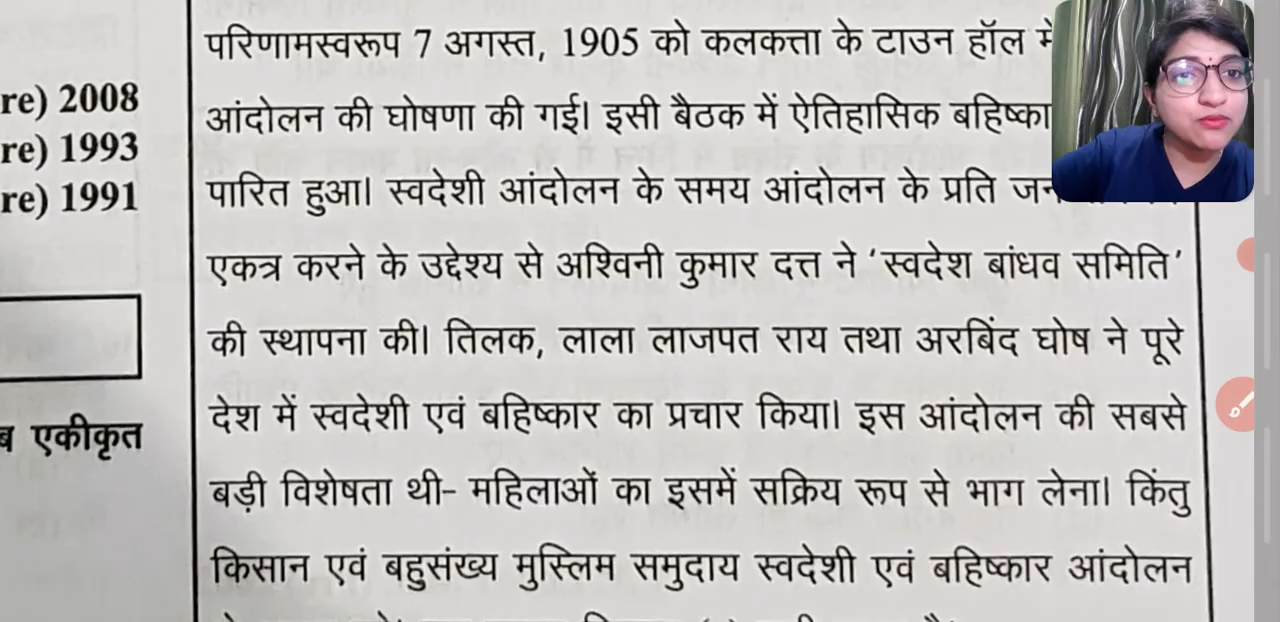 परिणामस्वरूप 7 अगस्त, 1905 को कलकत्ता के टाउन हॉल में
आंदोलन की घोषणा की गई। इसी बैठक में ऐतिहासिक
पारित हुआ। स्वदेशी आंदोलन के समय आंदोलन के प्रति
एकत्र करने के उद्देश्य से अश्विनी कुमार दत्त ने ‘स्वदेश बांधव समिति’
की स्थापना की। तिलक, लाला लाजपत राय तथा अरबिंद घोष ने पूरे
देश में स्वदेशी एवं बहिष्कार का प्रचार किया। इस आंदोलन की सबसे
बड़ी विशेषता थी- महिलाओं का इसमें सक्रिय रूप से भाग लेना। किंतु
किसान एवं बहुसंख्य मुस्लिम समुदाय स्वदेशी एवं बहिष्कार आंदोलन
re) 2008
re) 1993
re) 1991
एकीकृत